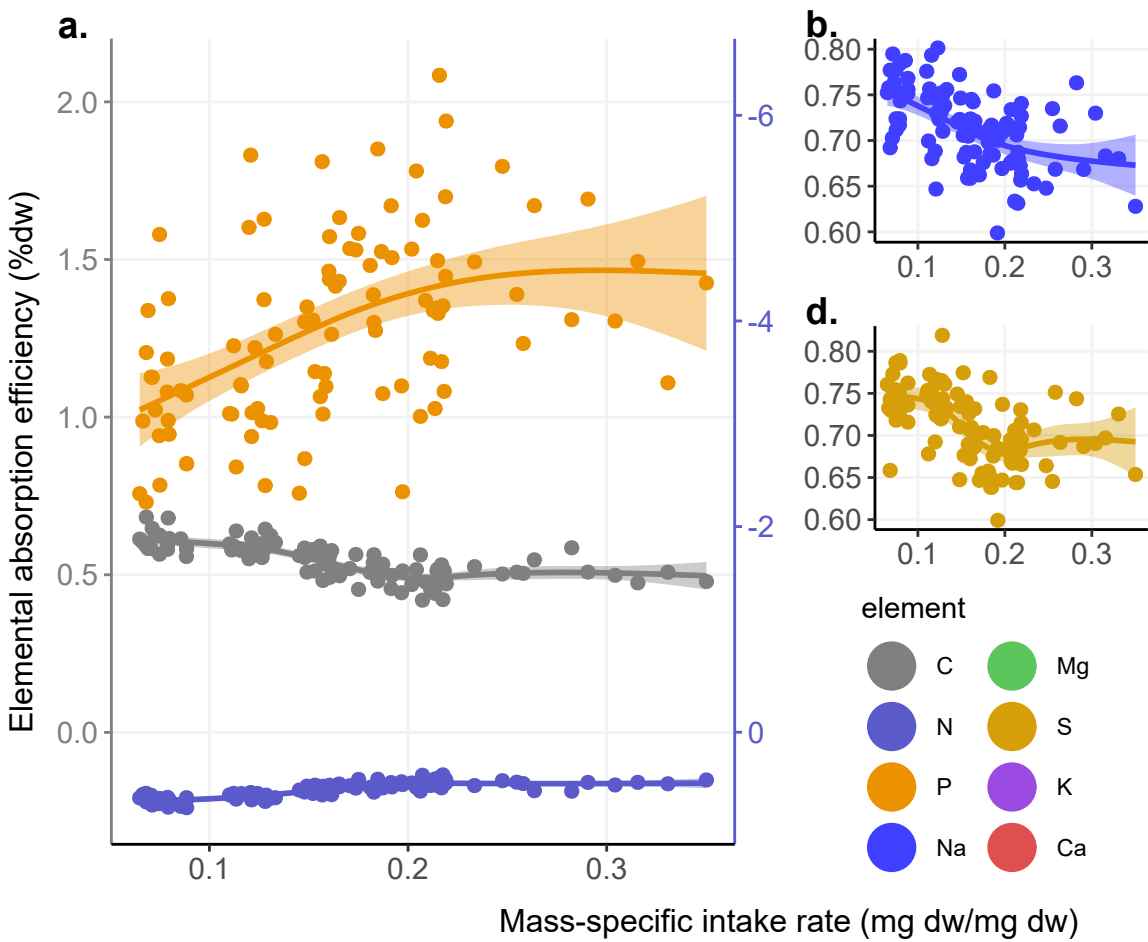 a.
Elemental absorption efficiency (%dw)
2.0
1.5
1.0
0.5
0.0
-6
-4
-2
0
0.1 0.2 0.3
b.
0.80
0.75
0.70
0.65
0.60
0.1 0.2 0.3
d.
0.80
0.75
0.70
0.65
0.60
0.1 0.2 0.3
element
C Mg
N S
P K
Na Ca
Mass-specific intake rate (mg dw/mg dw)